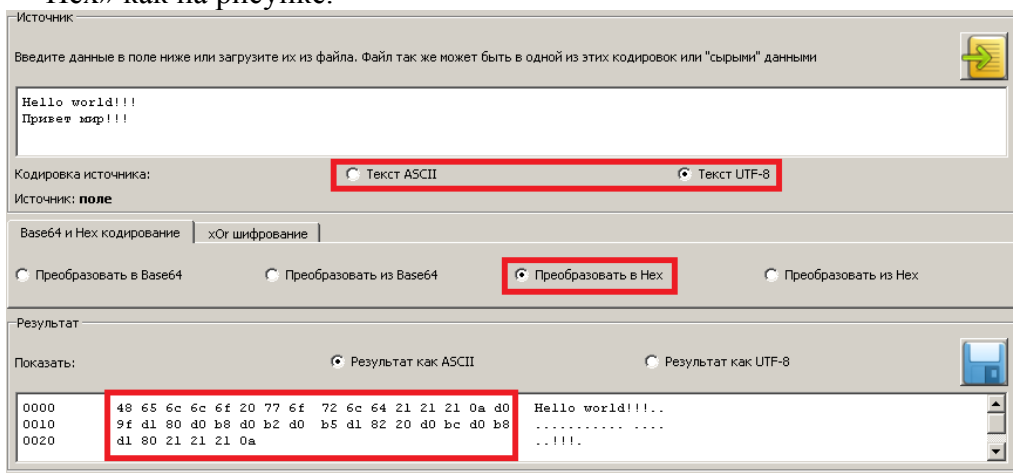 Hex» как на рисунке.
Источник
Введите данные в поле ниже или загрузите их из файла. Файл так же может быть в одной из этих кодировок или "сырыми" данными
Hello world!!!
Привет мир!!!
Кодировка источника: Текст ASCII Текст UTF-8
Источник: поле
Base64 и Hex кодирование xOr шифрование
Преобразовать в Base64 Преобразовать из Base64 Преобразовать в Hex Преобразовать из Hex
Результат
Показать: Результат как ASCII Результат как UTF-8
0000 48 65 6c 6c 6f 20 77 6f 72 6c 64 21 21 21 0a d0 Hello world!!!..
0010 9f d1 80 d0 b8 d0 b2 d0 b5 d1 82 20 d0 bc d0 b8 ........... ....
0020 d1 80 21 21 21 0a ..!!!.